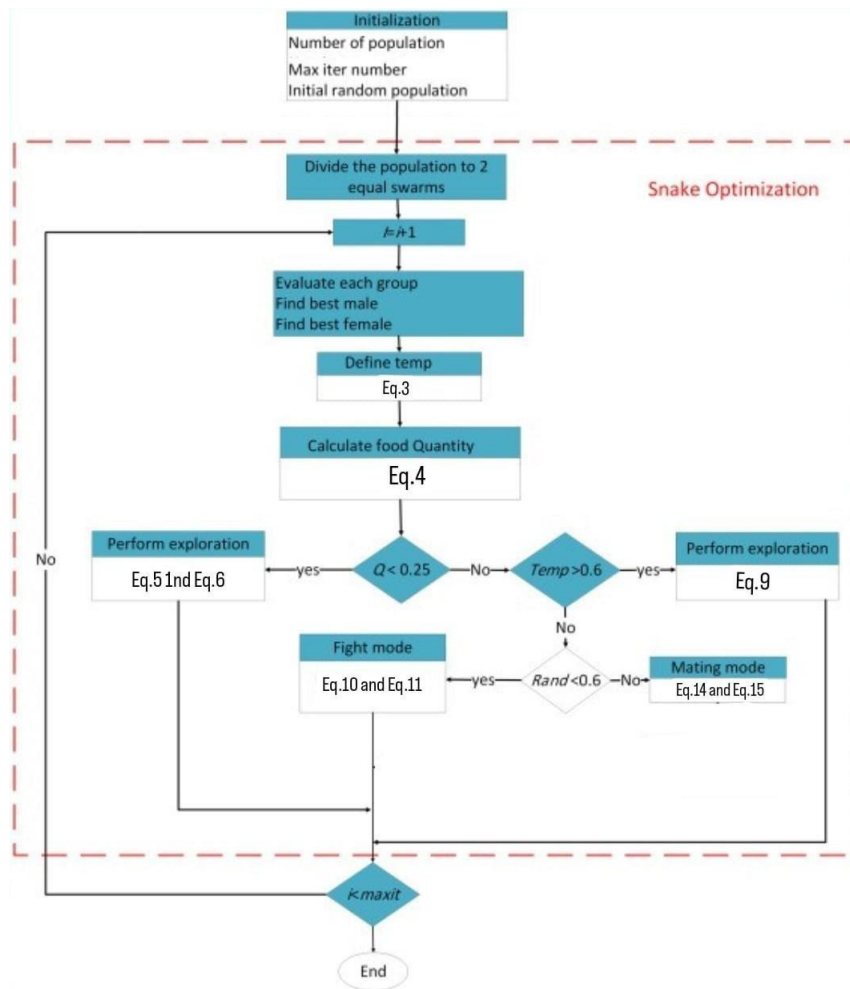 Initialization
Number of population
Max iter number
Initial random population
Divide the population to 2
equal swarms
Snake Optimization
I=i+1
Evaluate each group
Find best male
Find best female
Define temp
Eq.3
Calculate food Quantity
Eq.4
No
Perform exploration
Eq.5 1nd Eq.6
yes
Q < 0.25
No
Temp >0.6
yes
Perform exploration
Eq.9
No
Fight mode
Eq.10 and Eq.11
yes
Rand <0.6
No
Mating mode
Eq.14 and Eq.15
i<maxit
End